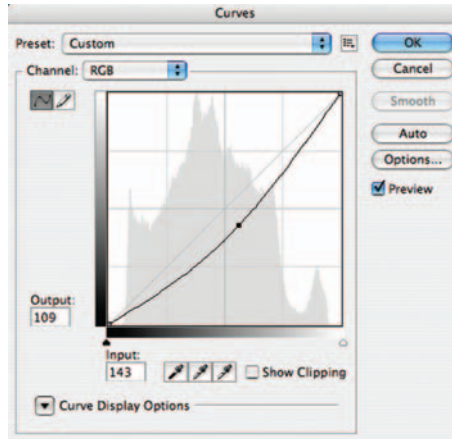 Curves
Preset: Custom
OK
Channel: RGB
Cancel
Smooth
Auto
Options...
Preview
Output:
109
Input:
143
Show Clipping
Curve Display Options